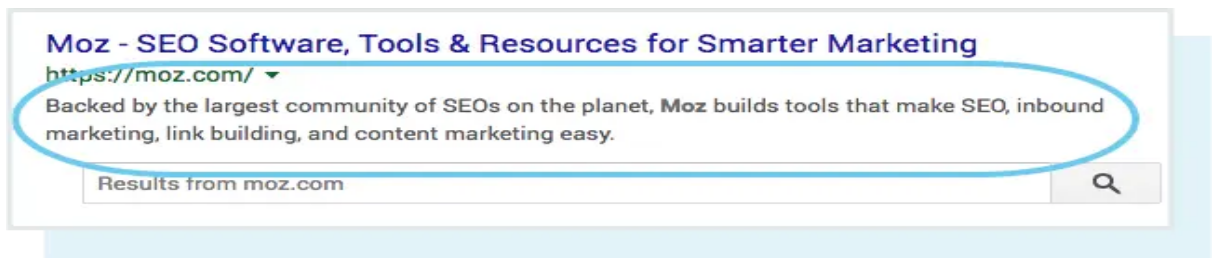 Moz - SEO Software, Tools & Resources for Smarter Marketing
https://moz.com/
Backed by the largest community of SEOs on the planet, Moz builds tools that make SEO, inbound
marketing, link building, and content marketing easy.
Results from moz.com